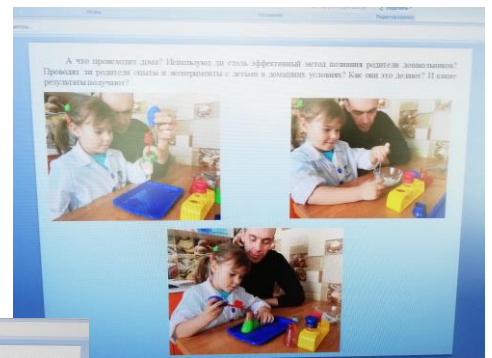 А что происходит дома? Используют ли столь эффективный метод познания родители дошкольников?
Проводят ли родители опыты и эксперименты с детьми в домашних условиях? Как они это делают? И какие
результаты получают?